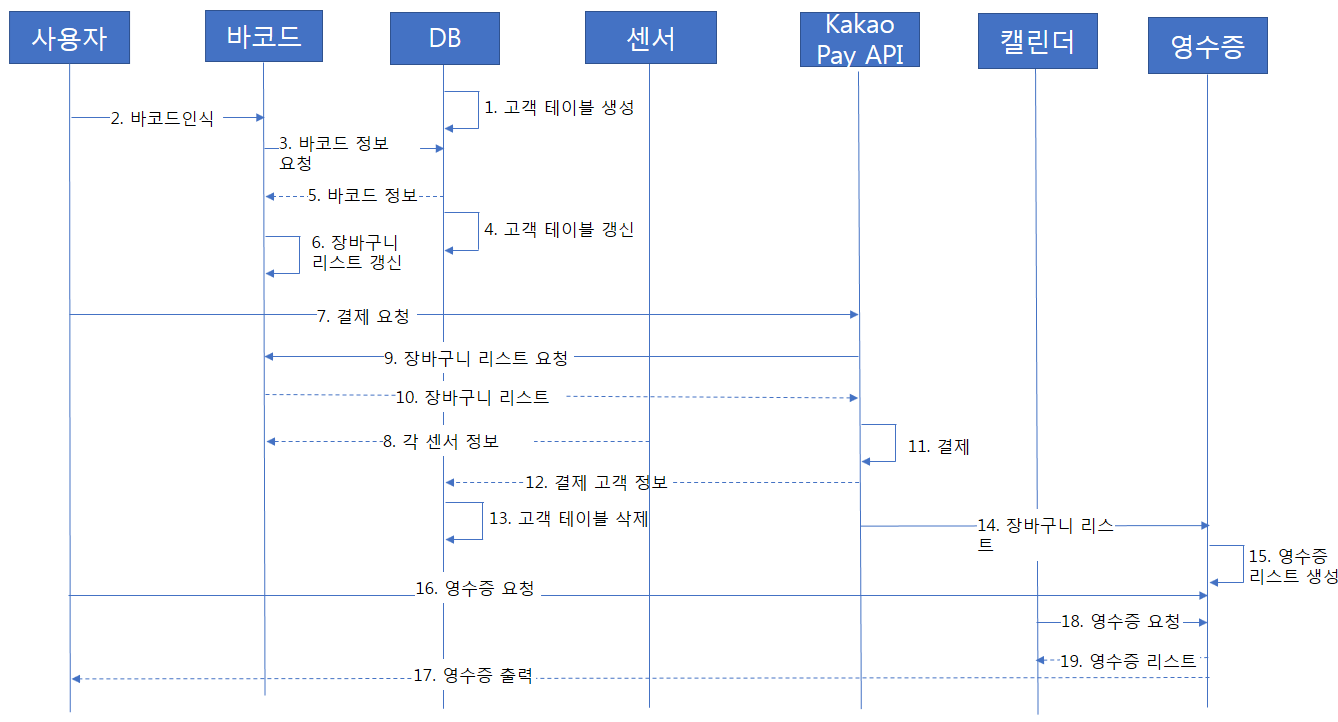 사용자
바코드
DB
센서
Kakao
Pay API
캘린더
영수증
1. 고객 테이블 생성
2. 바코드인식
3. 바코드 정보
요청
5. 바코드 정보
4. 고객 테이블 갱신
6. 장바구니
리스트 갱신
7. 결제 요청
9. 장바구니 리스트 요청
10. 장바구니 리스트
8. 각 센서 정보
11. 결제
12. 결제 고객 정보
13. 고객 테이블 삭제
14. 장바구니 리스
트
15. 영수증
리스트 생성
16. 영수증 요청
18. 영수증 요청
19. 영수증 리스트
17. 영수증 출력